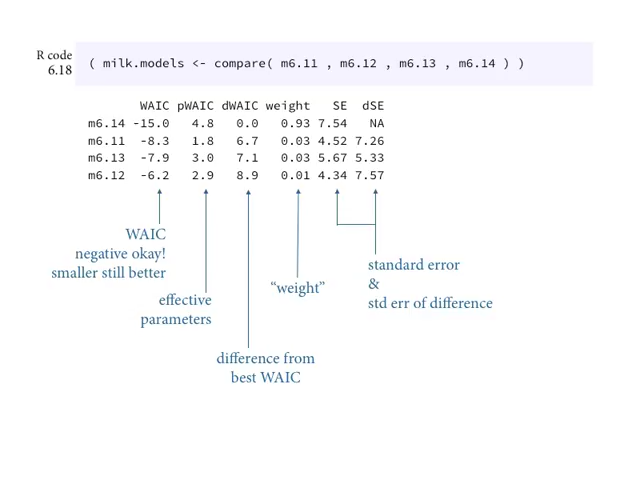 R code
6.18
( milk.models <- compare( m6.11 , m6.12 , m6.13 , m6.14 ) )
WAIC pWAIC dWAIC weight SE dSE
m6.14 -15.0 4.8 0.0 0.93 7.54 NA
m6.11 -8.3 1.8 6.7 0.03 4.52 7.26
m6.13 -7.9 3.0 7.1 0.03 5.67 5.33
m6.12 -6.2 2.9 8.9 0.01 4.34 7.57
WAIC
negative okay!
smaller still better
effective
parameters
difference from
best WAIC
“weight”
standard error
&
std err of difference